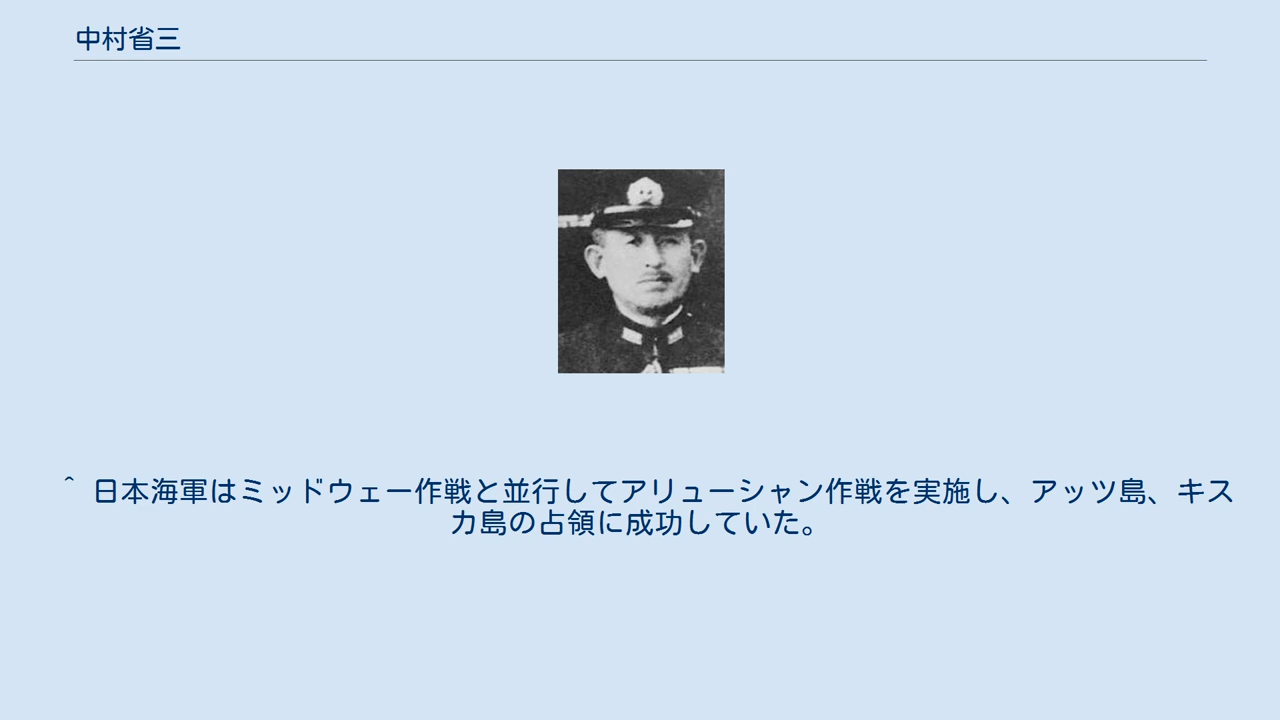 中村省三
^ 日本海軍はミッドウェー作戦と並行してアリューシャン作戦を実施し、アッツ島、キス
カ島の占領に成功していた。